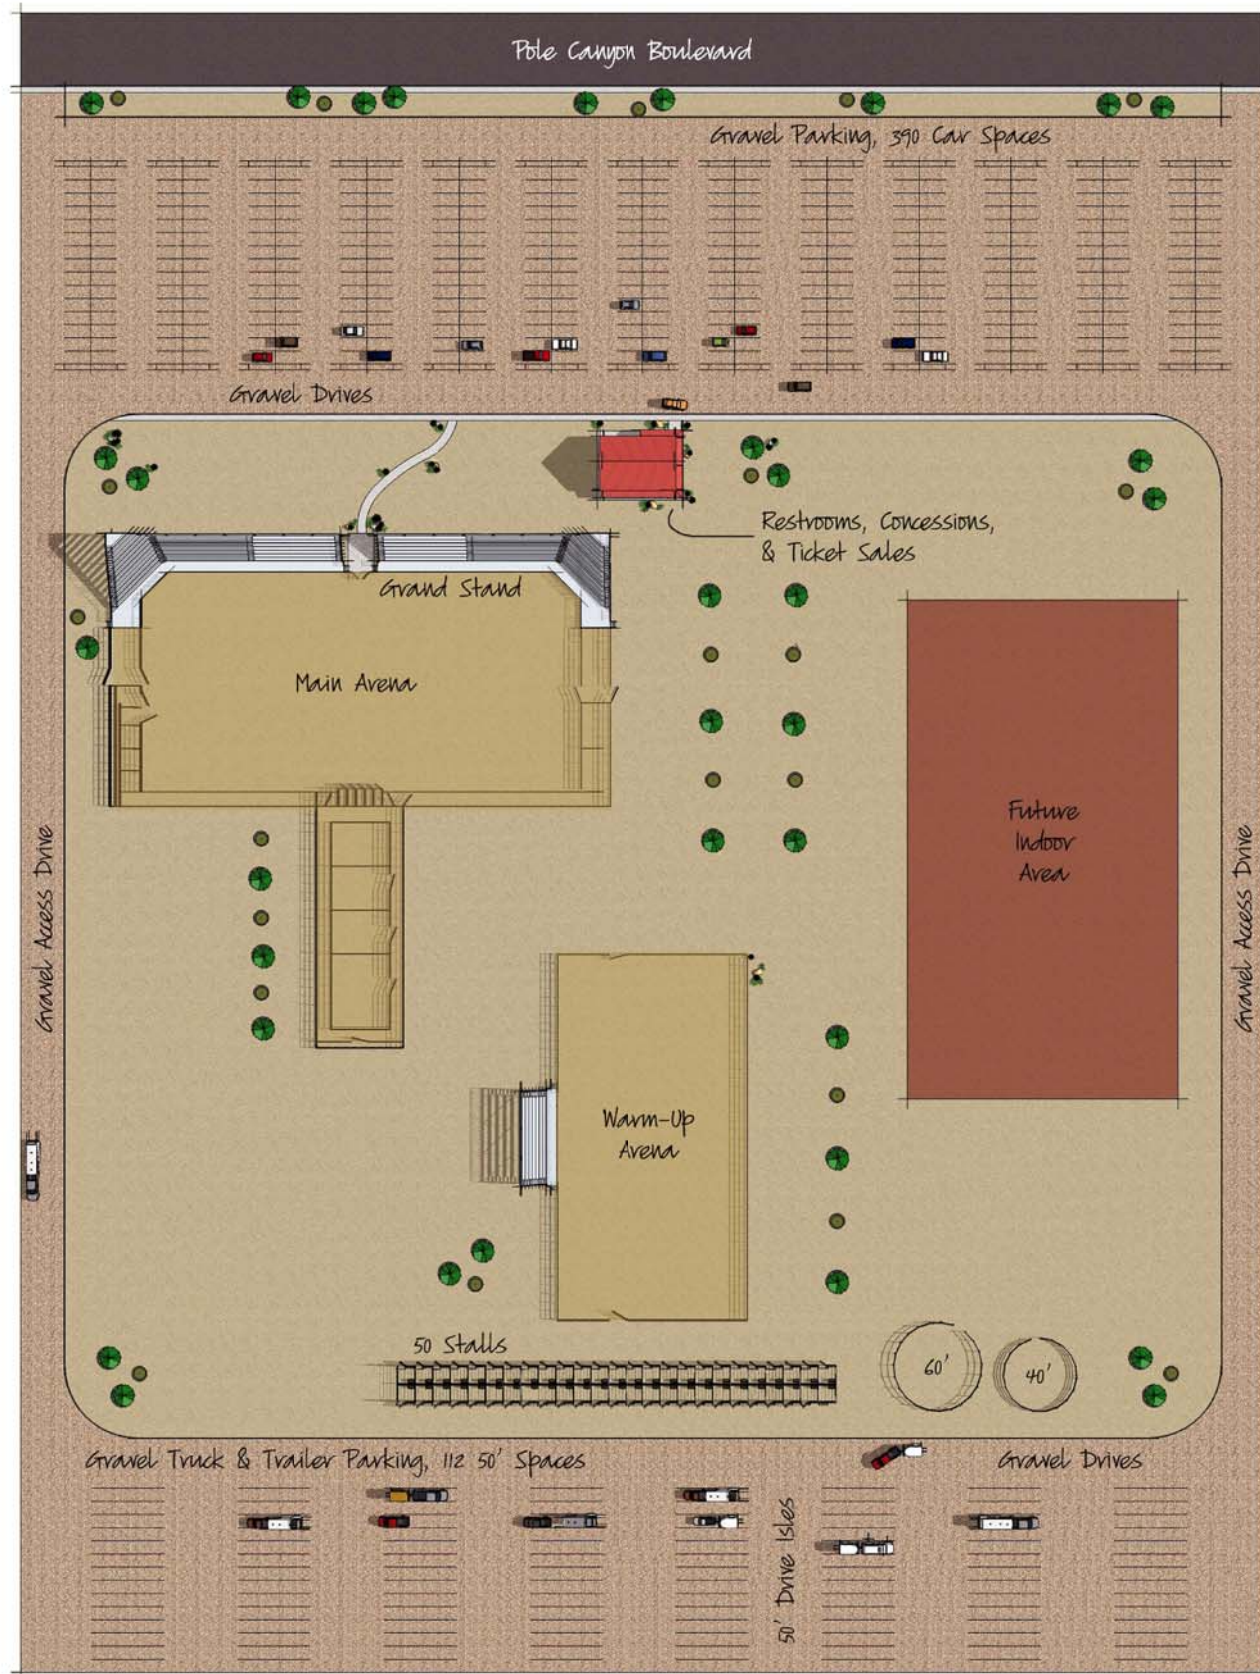 Pole Canyon Boulevard
Gravel Parking, 390 Car Spaces
Gravel Drives
Restrooms, Concessions,
& Ticket Sales
Grand Stand
Main Arena
Future
Indoor
Area
Gravel Access Drive
Gravel Access Drive
Warm-Up
Arena
50 Stalls
60'
40'
Gravel Truck & Trailer Parking, 112 50' Spaces
Gravel Drives
50' Drive Isles